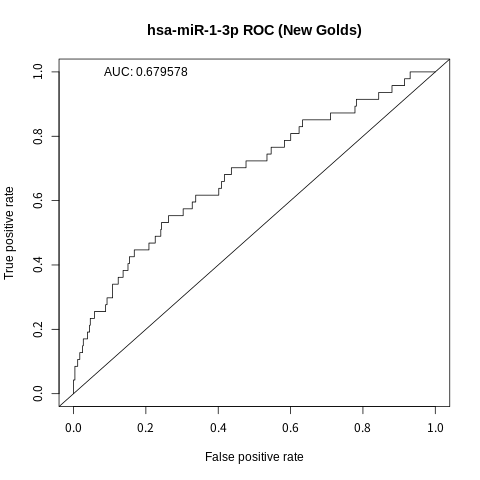 hsa-miR-1-3p ROC (New Golds)
AUC: 0.679578
True positive rate
1.0
0.8
0.6
0.4
0.2
0.0
0.0 0.2 0.4 0.6 0.8 1.0
False positive rate